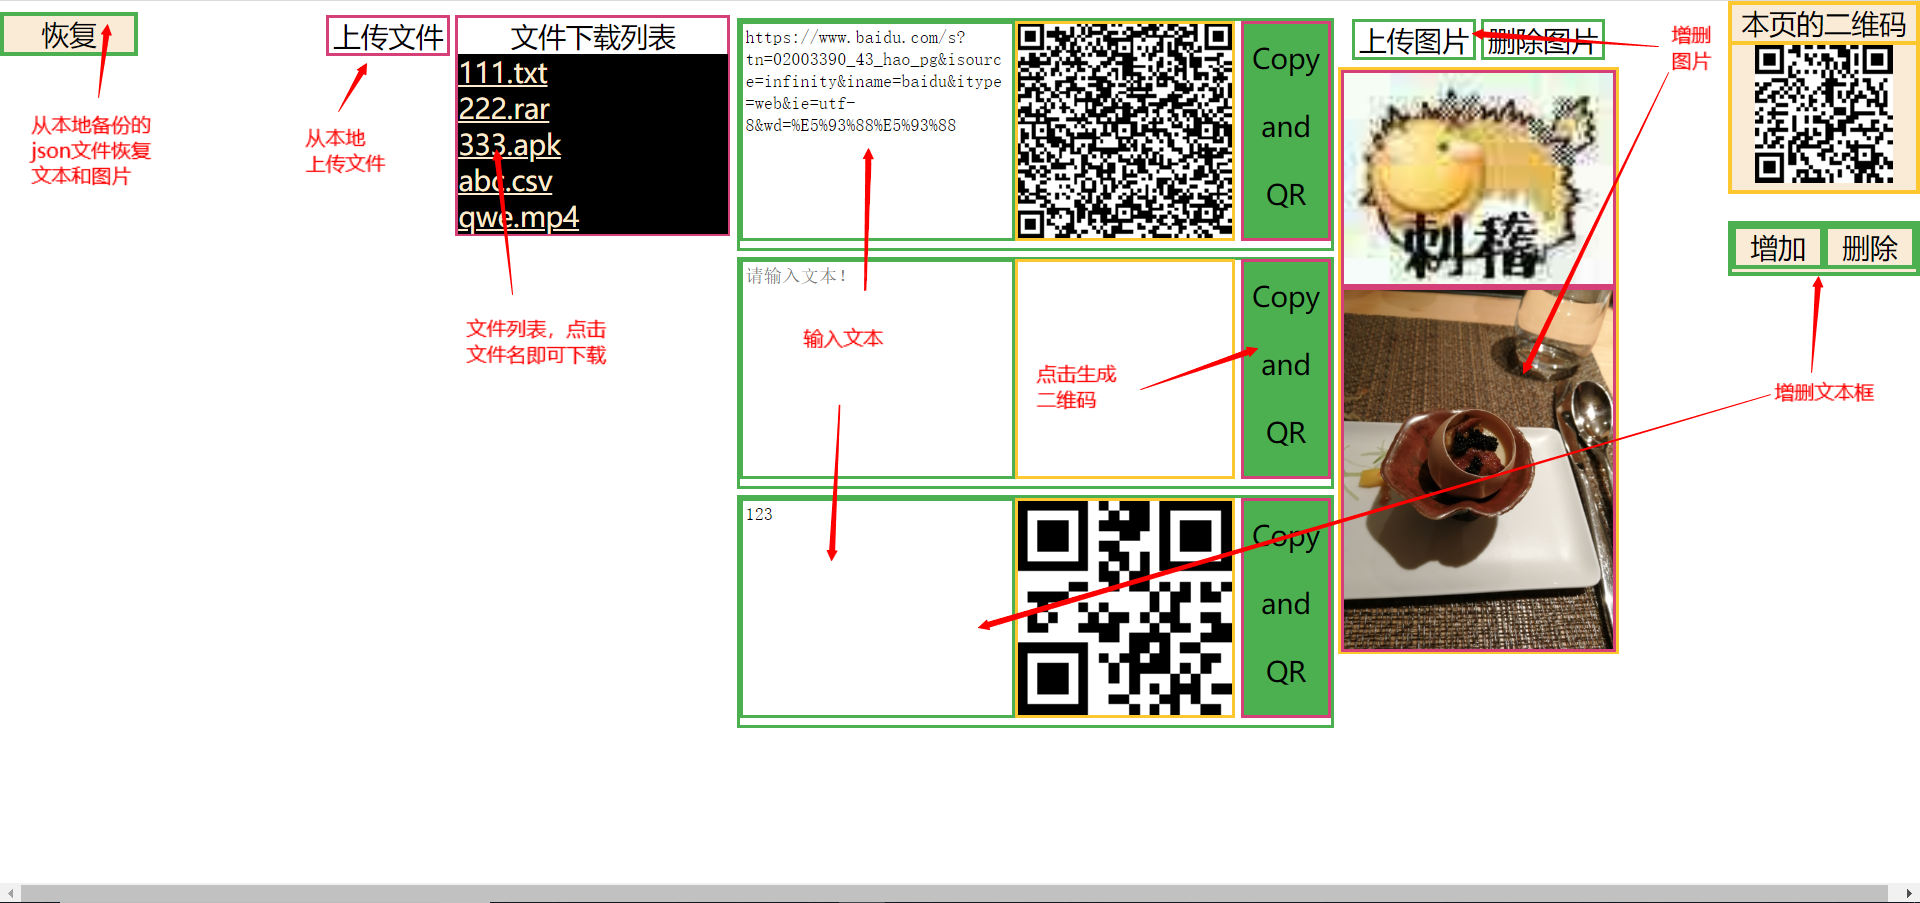 恢复
从本地备份的
json文件恢复
文本和图片
上传文件
从本地
上传文件
文件下载列表
111.txt
222.rar
333.apk
abc.csv
qwe.mp4
文件列表，点击
文件名即可下载
https://www.baidu.com/s?
tn=02003390_43_hao_pg&isourc
e=infinity&iname=baidu&itype
=web&ie=utf-
8&wd=%E5%93%88%E5%93%88
Copy
and
QR
请输入文本！
输入文本
点击生成
二维码
Copy
and
QR
123
Copy
and
QR
上传图片
删除图片
增删
图片
刺稽
本页的二维码
增加
删除
增删文本框